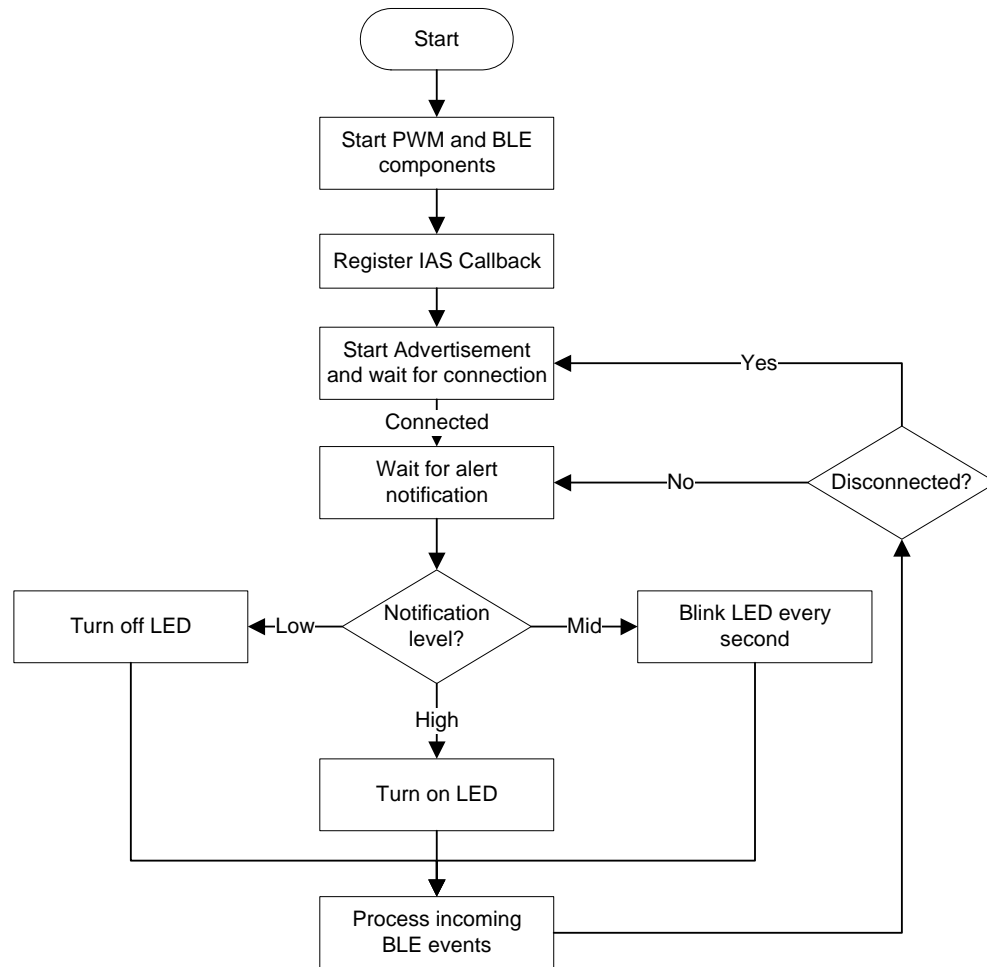 Start
Start PWM and BLE
components
Register IAS Callback
Start Advertisement
and wait for connection
Yes
Connected
Wait for alert
notification
No
Disconnected?
Turn off LED
Low
Notification
level?
Mid
Blink LED every
second
High
Turn on LED
Process incoming
BLE events